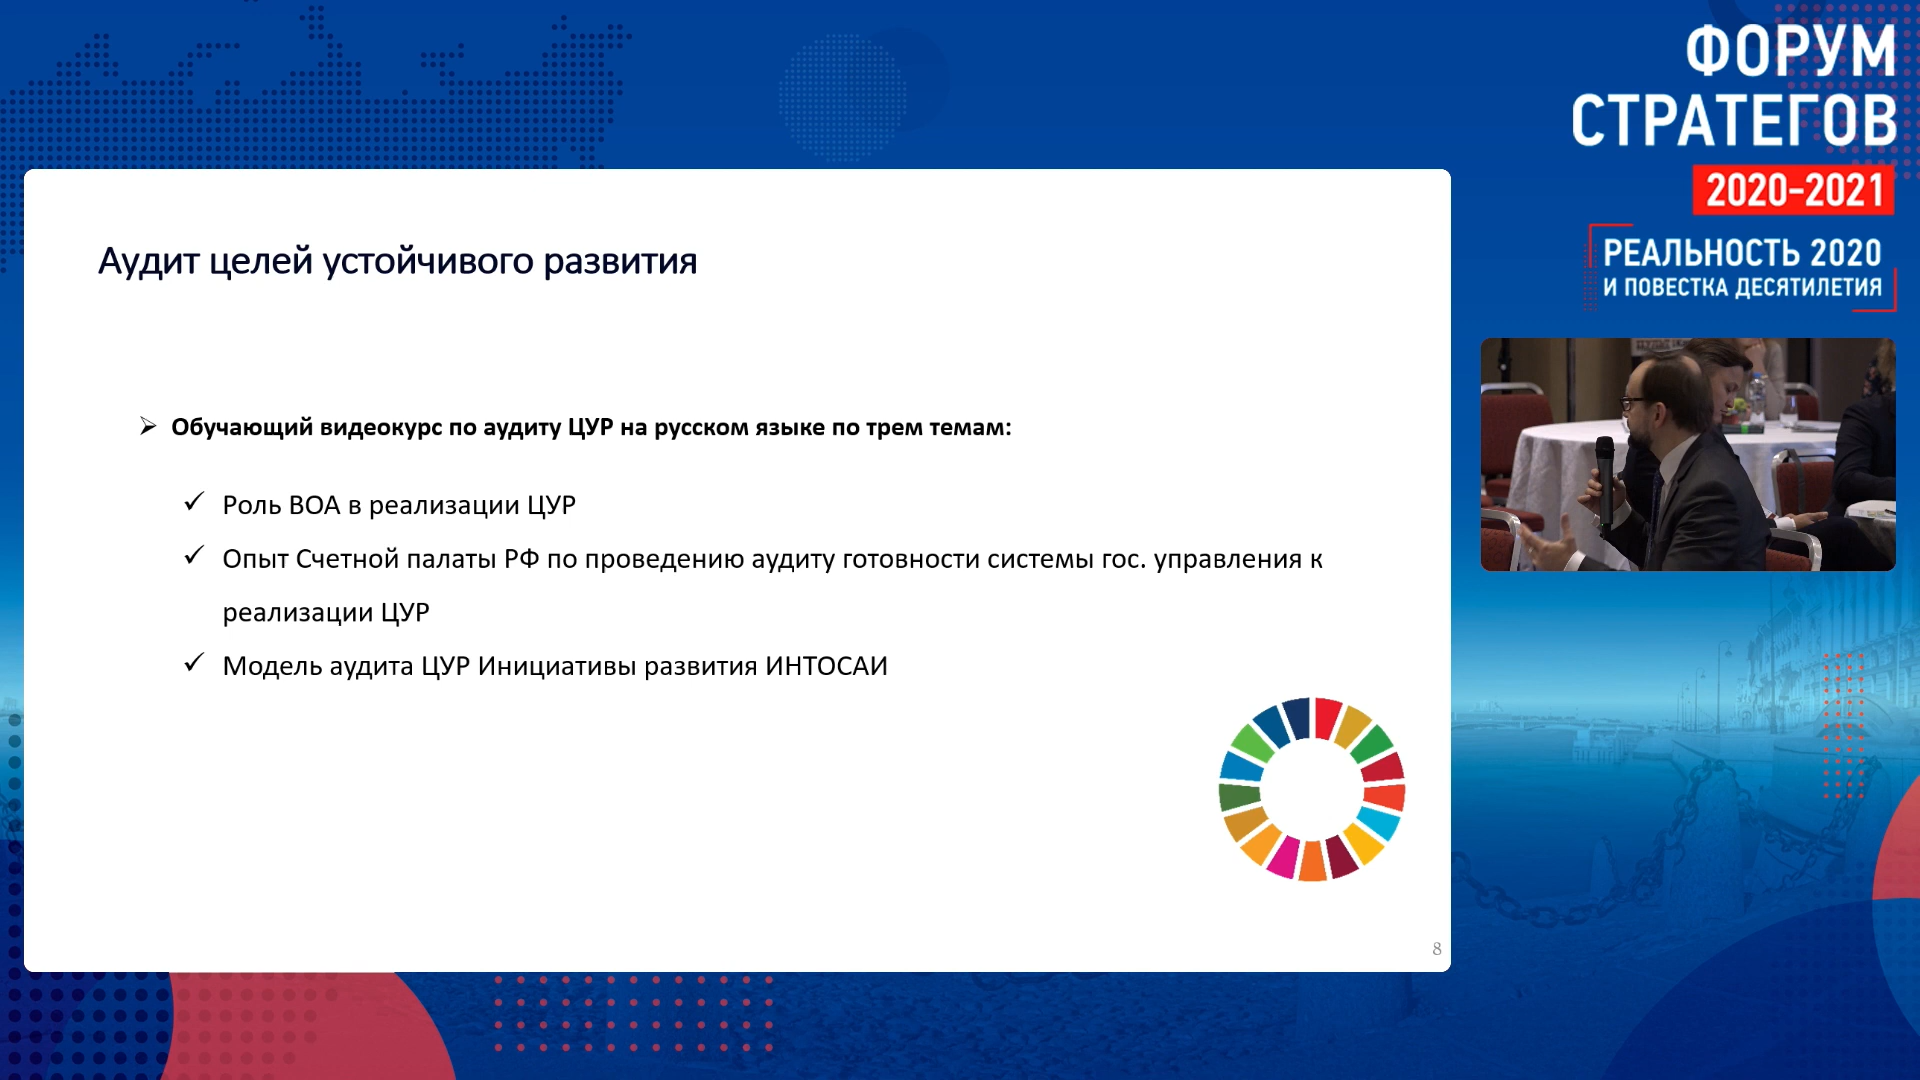 ФОРУМ
СТРАТЕГОВ
2020-2021
РЕАЛЬНОСТЬ 2020
И ПОВЕСТКА ДЕСЯТИЛЕТИЯ
Аудит целей устойчивого развития
Обучающий видеокурс по аудиту ЦУР на русском языке по трем темам:
Роль ВОА в реализации ЦУР
Опыт Счетной палаты РФ по проведению аудиту готовности системы гос. управления к
реализации ЦУР
Модель аудита ЦУР Инициативы развития ИНТОСАИ
8